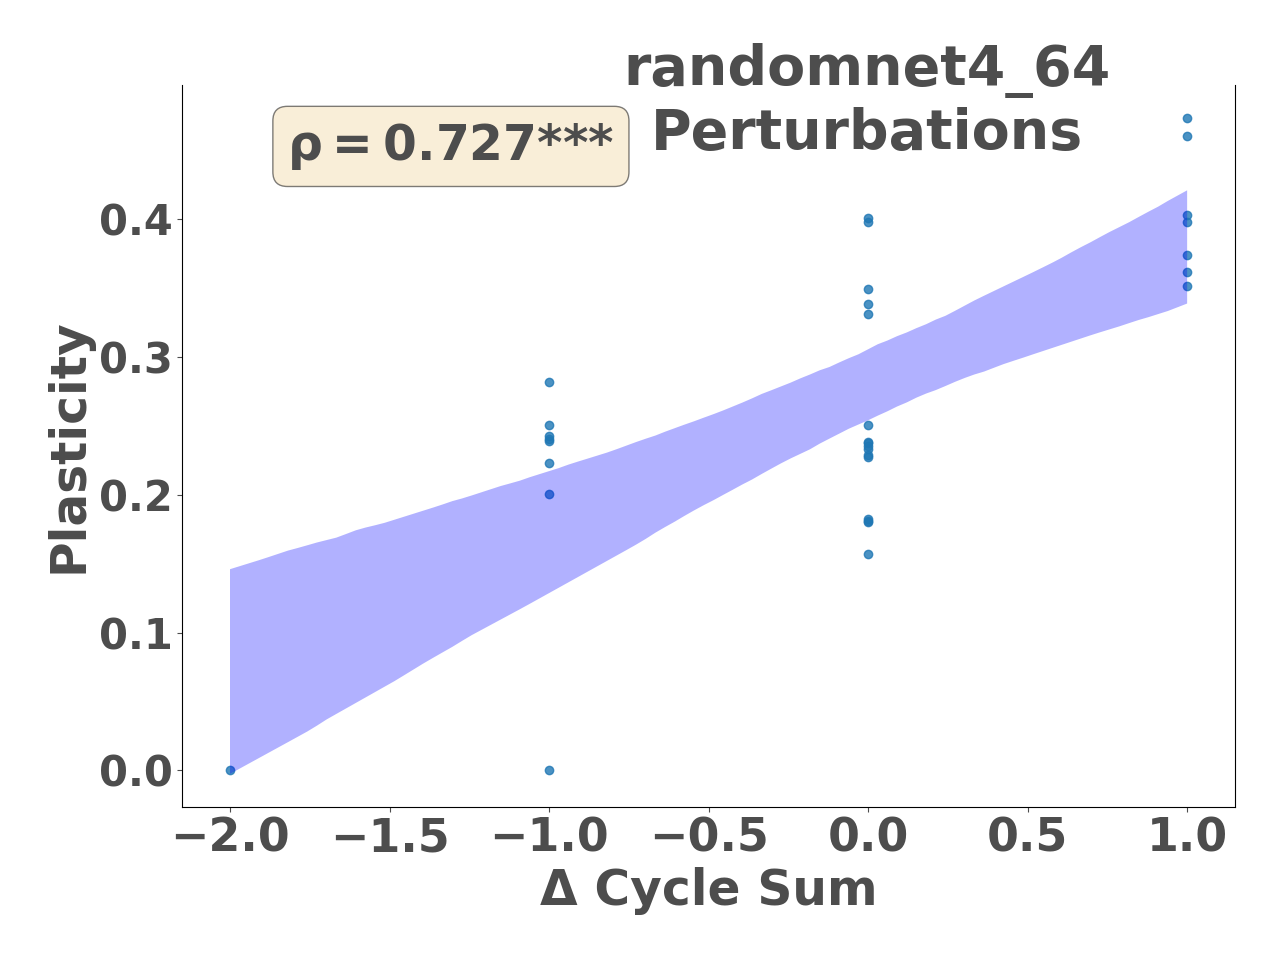 randomnet4_64
Perturbations
ρ = 0.727***
Plasticity
0.4
0.3
0.2
0.1
0.0
−2.0 −1.5 −1.0 −0.5 0.0 0.5 1.0
Δ Cycle Sum